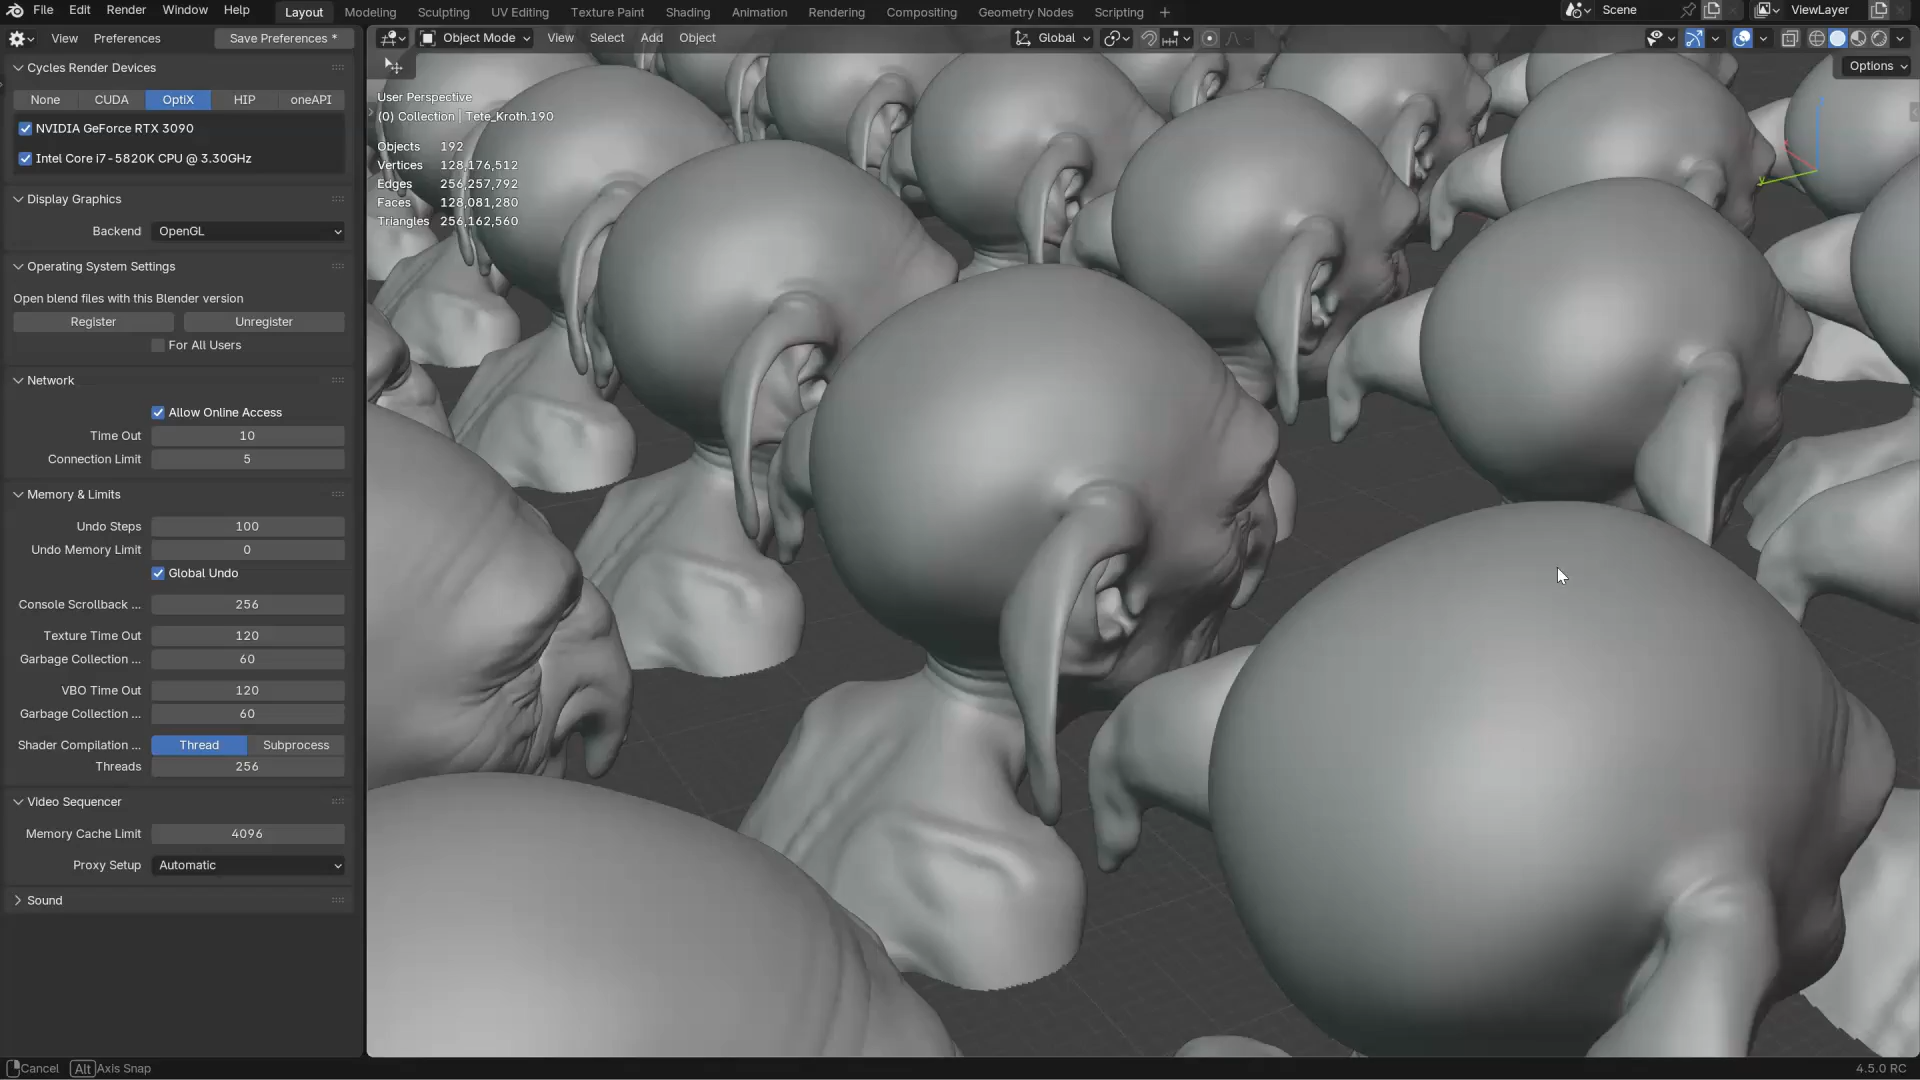 File Edit Render Window Help Layout Modeling Sculpting UV Editing Texture Paint Shading Animation Rendering Compositing Geometry Nodes Scripting + Scene ViewLayer
View Preferences Save Preferences * Object Mode View Select Add Object Global
Options
Cycles Render Devices
None CUDA OptiX HIP oneAPI
NVIDIA GeForce RTX 3090
Intel Core i7-5820K CPU @ 3.30GHz
Display Graphics
Backend OpenGL
Operating System Settings
Open blend files with this Blender version
Register Unregister
For All Users
Network
Allow Online Access
Time Out 10
Connection Limit 5
Memory & Limits
Undo Steps 100
Undo Memory Limit 0
Global Undo
Console Scrollback ... 256
Texture Time Out 120
Garbage Collection ... 60
VBO Time Out 120
Garbage Collection ... 60
Shader Compilation ... Thread Subprocess
Threads 256
Video Sequencer
Memory Cache Limit 4096
Proxy Setup Automatic
Sound
User Perspective
(0) Collection | Tete_Kroth.190
Objects 192
Vertices 128,176,512
Edges 256,257,792
Faces 128,081,280
Triangles 256,162,560
Y
Cancel Alt Axis Snap 4.5.0 RC